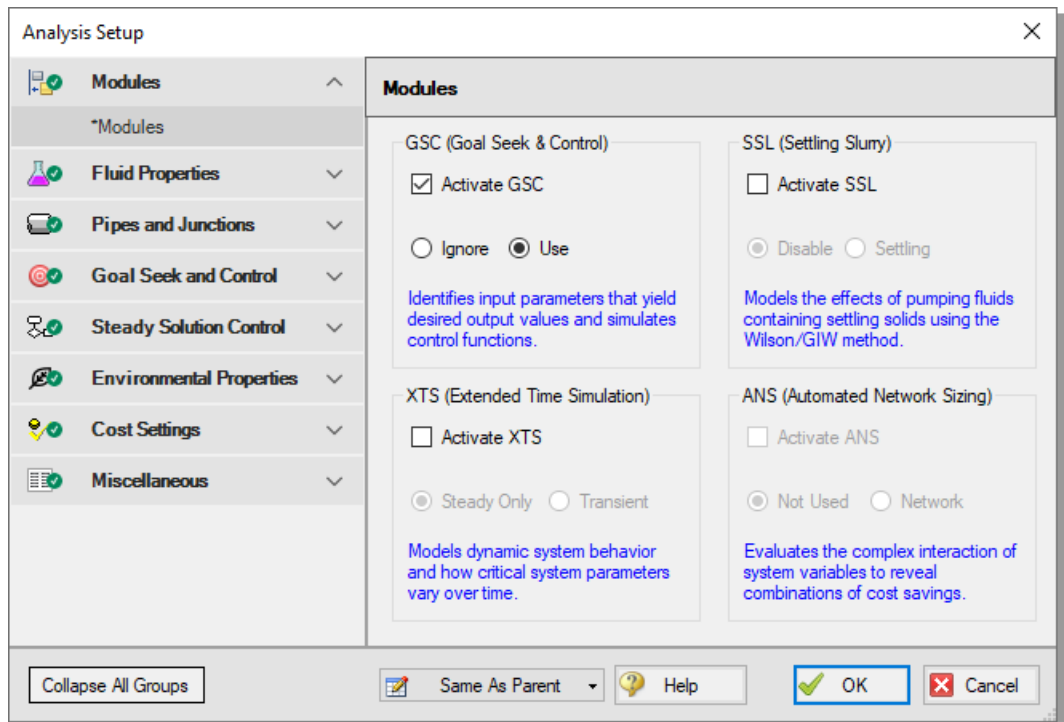 Analysis Setup
Modules
*Modules
Fluid Properties
Pipes and Junctions
Goal Seek and Control
Steady Solution Control
Environmental Properties
Cost Settings
Miscellaneous
Modules
GSC (Goal Seek & Control)
Activate GSC
Ignore Use
Identifies input parameters that yield
desired output values and simulates
control functions.
SSL (Settling Slurry)
Activate SSL
Disable Settling
Models the effects of pumping fluids
containing settling solids using the
Wilson/GIW method.
XTS (Extended Time Simulation)
Activate XTS
Steady Only Transient
Models dynamic system behavior
and how critical system parameters
vary over time.
ANS (Automated Network Sizing)
Activate ANS
Not Used Network
Evaluates the complex interaction of
system variables to reveal
combinations of cost savings.
Collapse All Groups
Same As Parent
Help
OK
Cancel